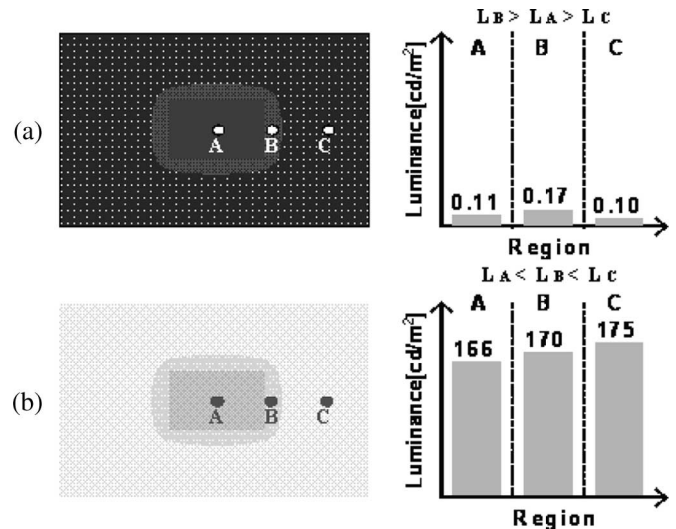 (a)
A B C
LB > LA > LC
A B C
Luminance[cd/m²]
0.11 0.17 0.10
Region
(b)
A B C
LA < LB < LC
A B C
Luminance[cd/m²]
166 170 175
Region